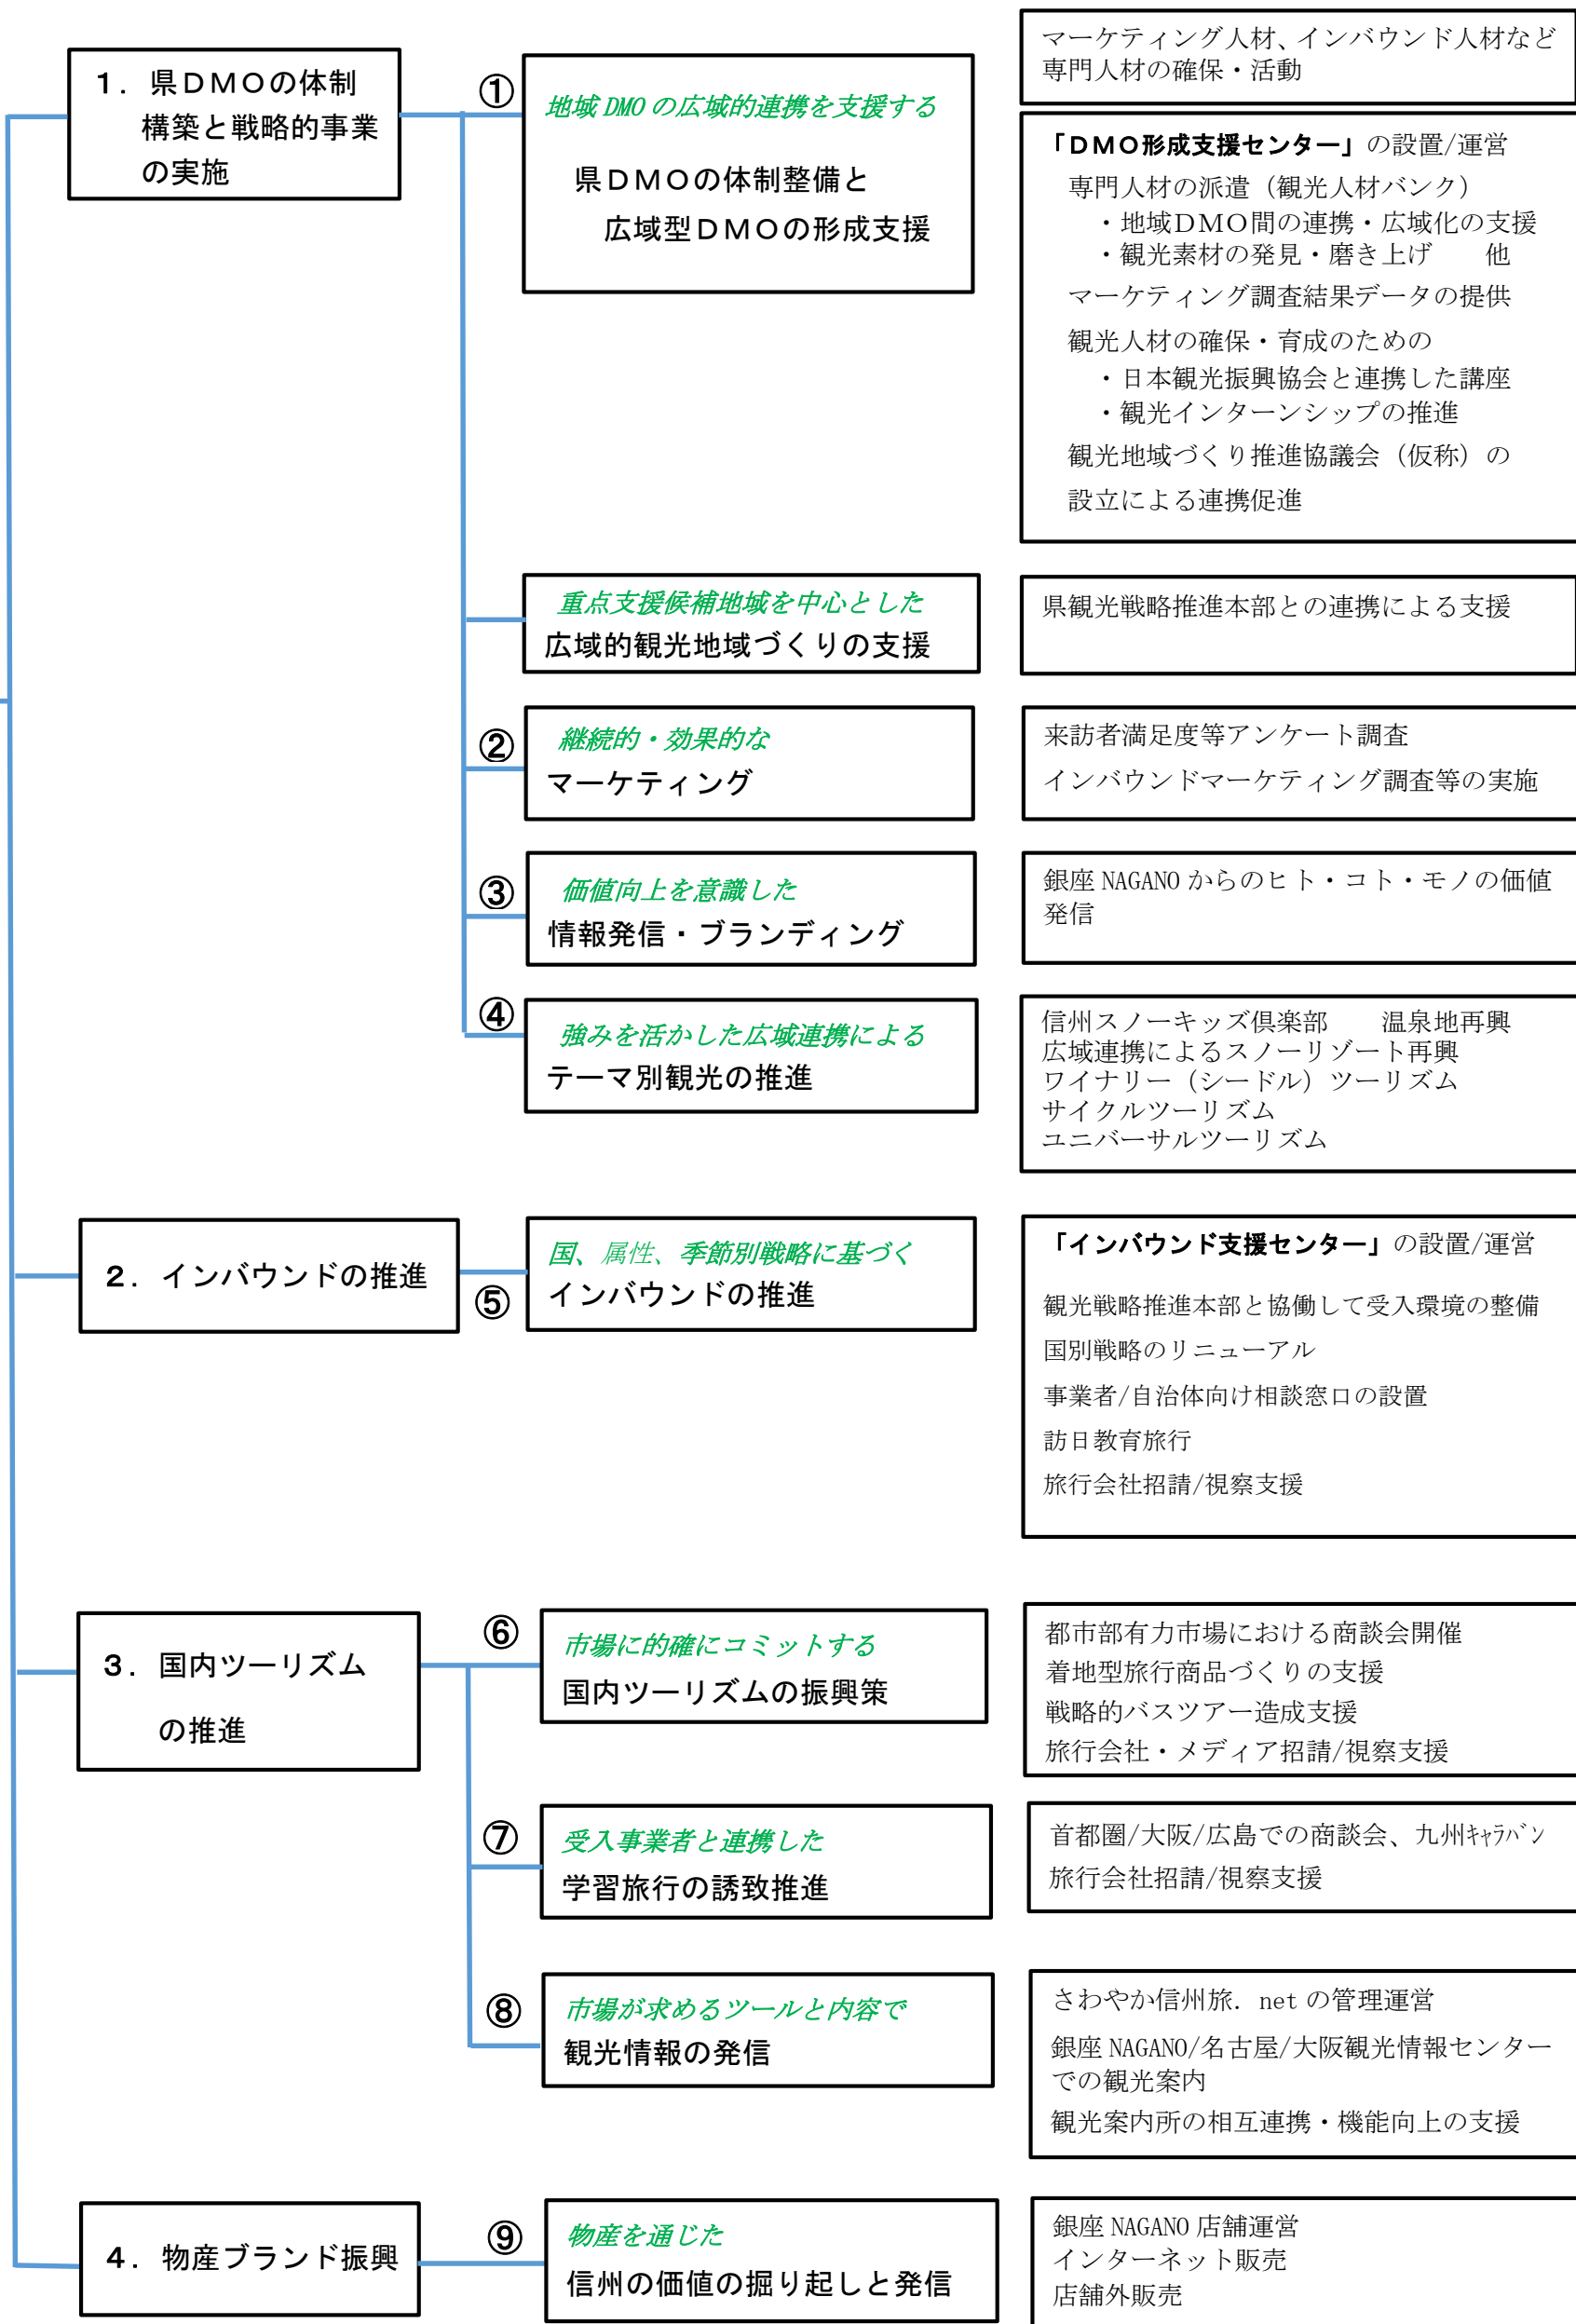 １．県ＤＭＯの体制
構築と戦略的事業
の実施
①
地域 DMO の広域的連携を支援する
県ＤＭＯの体制整備と
広域型ＤＭＯの形成支援
マーケティング人材、インバウンド人材など
専門人材の確保・活動
「ＤＭＯ形成支援センター」の設置/運営
専門人材の派遣（観光人材バンク）
・地域ＤＭＯ間の連携・広域化の支援
・観光素材の発見・磨き上げ　　他
マーケティング調査結果データの提供
観光人材の確保・育成のための
・日本観光振興協会と連携した講座
・観光インターンシップの推進
観光地域づくり推進協議会（仮称）の
設立による連携促進
重点支援候補地域を中心とした
広域的観光地域づくりの支援
県観光戦略推進本部との連携による支援
②
継続的・効果的な
マーケティング
来訪者満足度等アンケート調査
インバウンドマーケティング調査等の実施
③
価値向上を意識した
情報発信・ブランディング
銀座 NAGANO からのヒト・コト・モノの価値
発信
④
強みを活かした広域連携による
テーマ別観光の推進
信州スノーキッズ倶楽部　　温泉地再興
広域連携によるスノーリゾート再興
ワイナリー（シードル）ツーリズム
サイクルツーリズム
ユニバーサルツーリズム
２．インバウンドの推進
⑤
国、属性、季節別戦略に基づく
インバウンドの推進
「インバウンド支援センター」の設置/運営
観光戦略推進本部と協働して受入環境の整備
国別戦略のリニューアル
事業者/自治体向け相談窓口の設置
訪日教育旅行
旅行会社招請/視察支援
３．国内ツーリズム
の推進
⑥
市場に的確にコミットする
国内ツーリズムの振興策
都市部有力市場における商談会開催
着地型旅行商品づくりの支援
戦略的バスツアー造成支援
旅行会社・メディア招請/視察支援
⑦
受入事業者と連携した
学習旅行の誘致推進
首都圏/大阪/広島での商談会、九州ｷｬﾗﾊﾞﾝ
旅行会社招請/視察支援
⑧
市場が求めるツールと内容で
観光情報の発信
さわやか信州旅．net の管理運営
銀座 NAGANO/名古屋/大阪観光情報センター
での観光案内
観光案内所の相互連携・機能向上の支援
４．物産ブランド振興
⑨
物産を通じた
信州の価値の掘り起しと発信
銀座 NAGANO 店舗運営
インターネット販売
店舗外販売